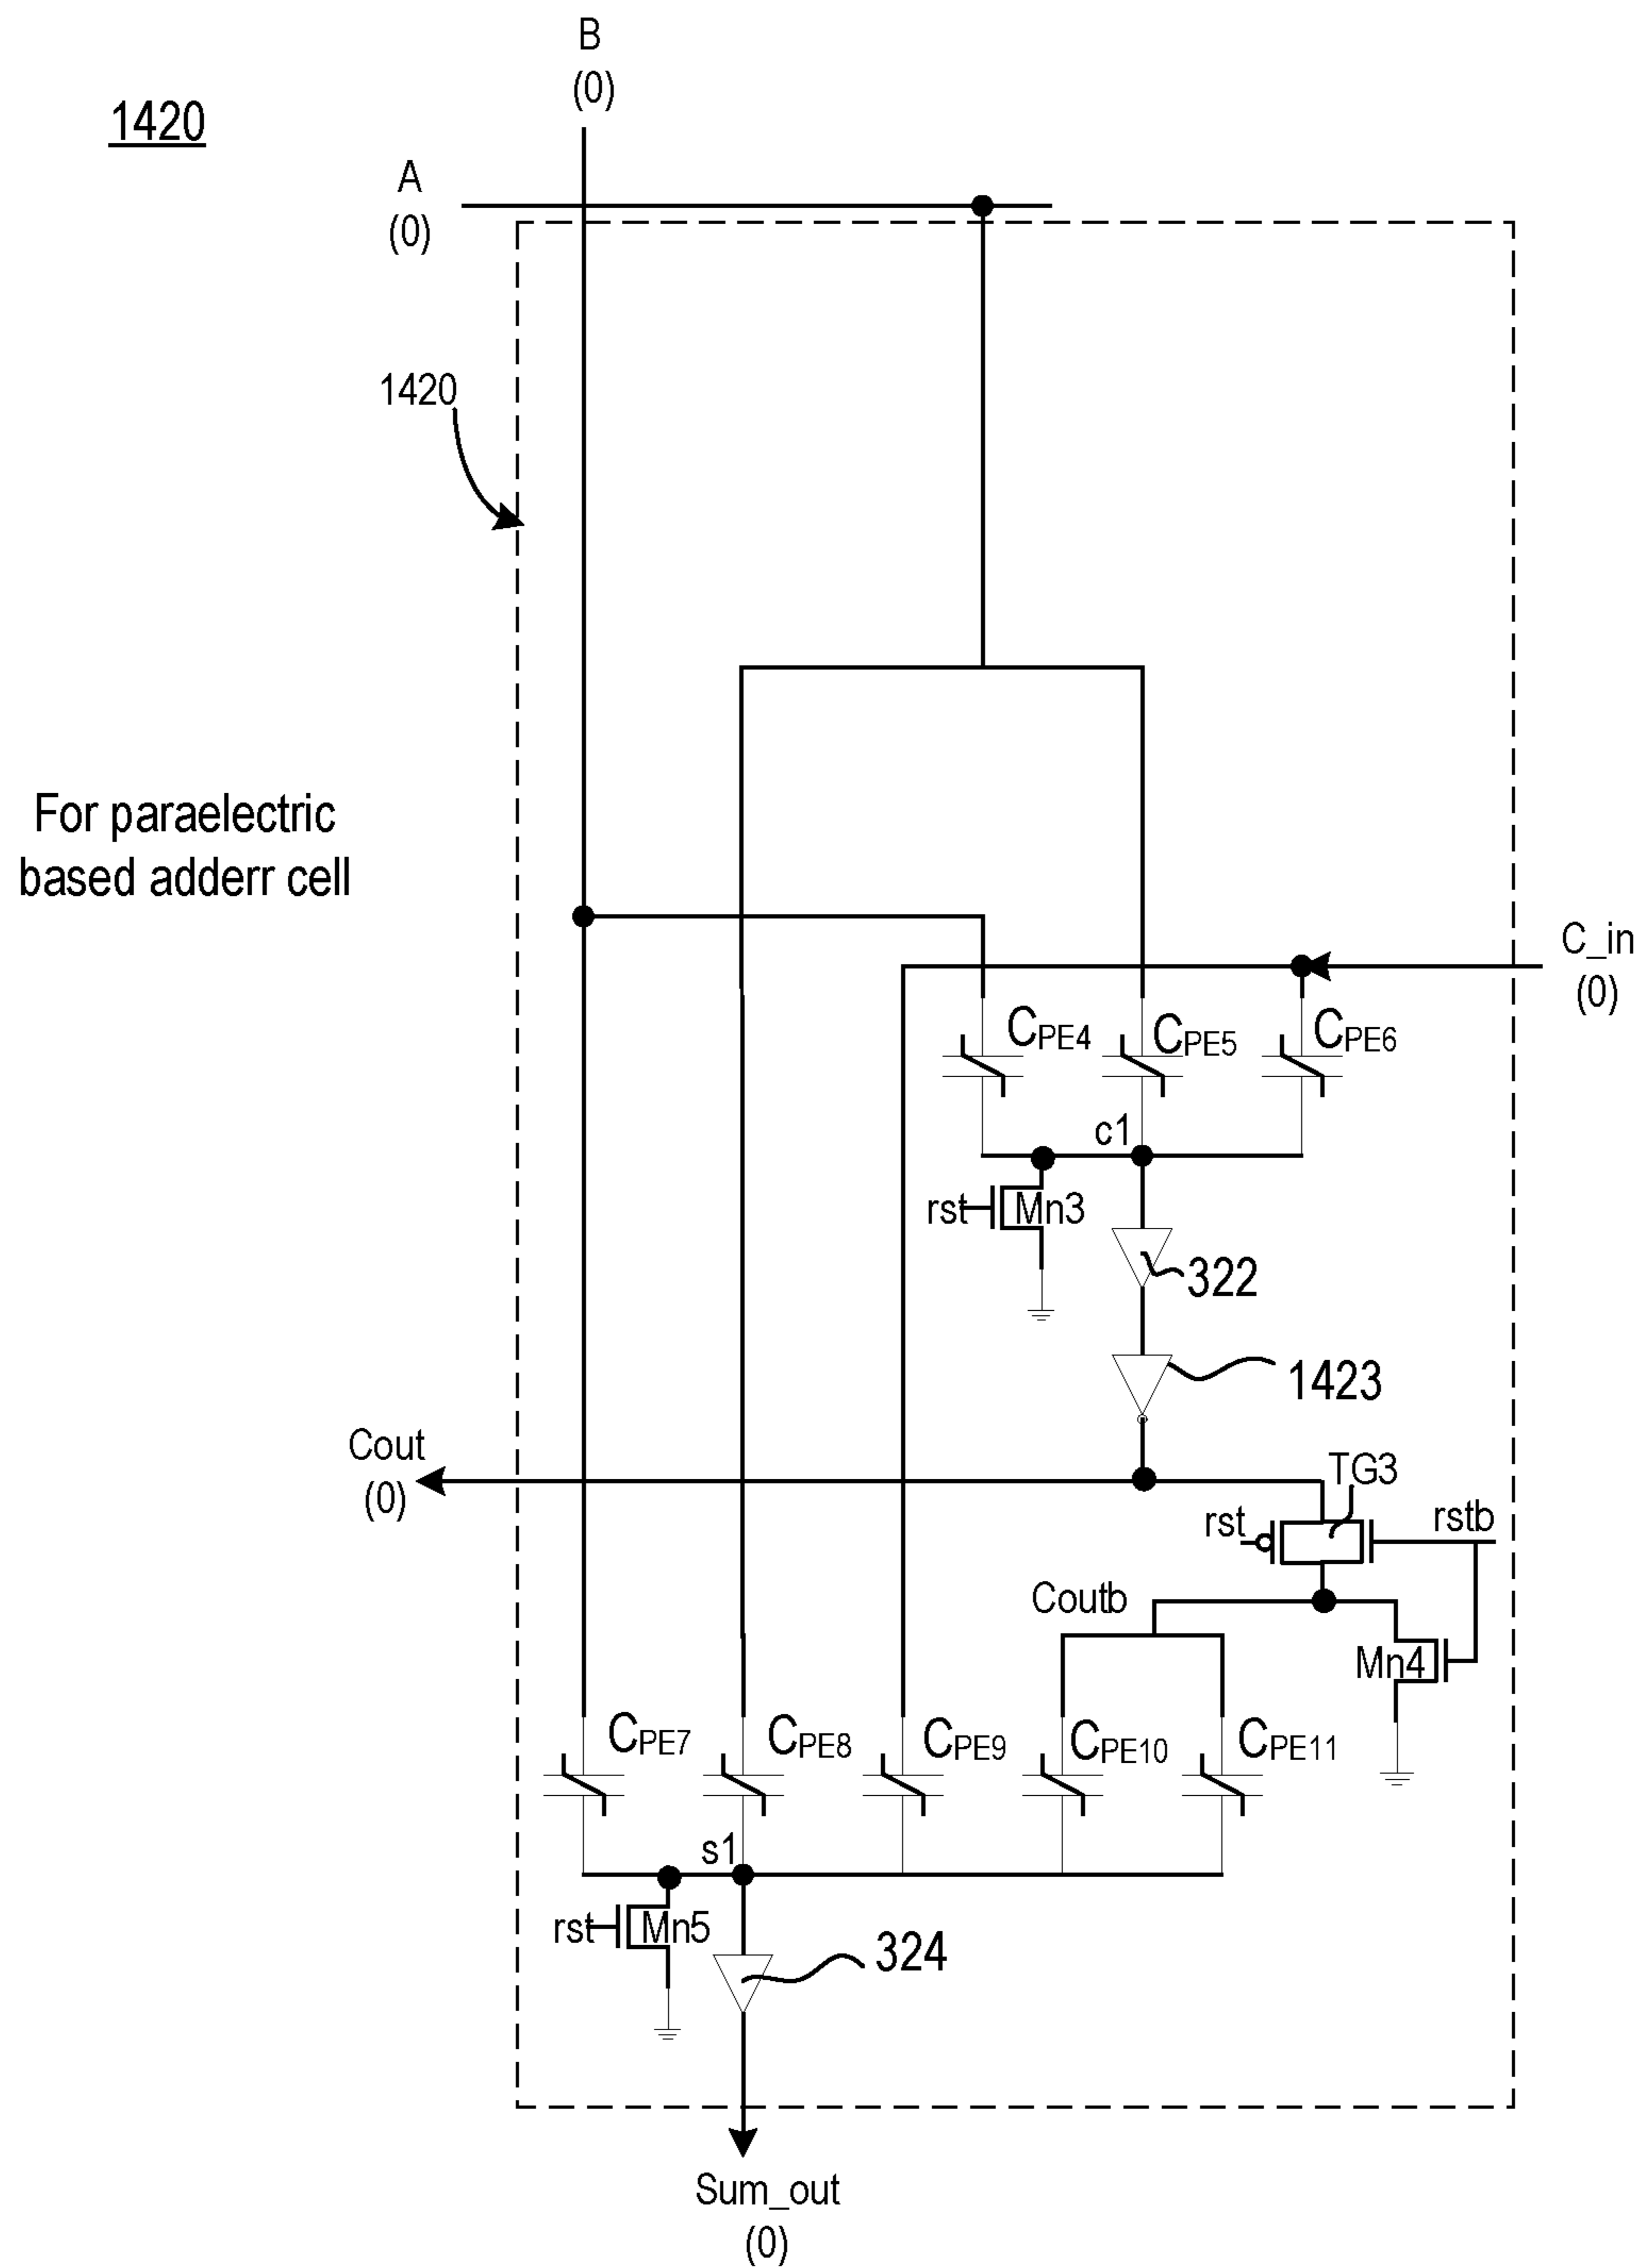 B
(0)
1420
A
(0)
1420
For paraelectric
based adderr cell
C_in
(0)
CPE4
CPE5
CPE6
c1
rst
Mn3
322
1423
Cout
(0)
TG3
rst
rstb
Coutb
Mn4
CPE7
CPE8
CPE9
CPE10
CPE11
s1
rst
Mn5
324
Sum_out
(0)